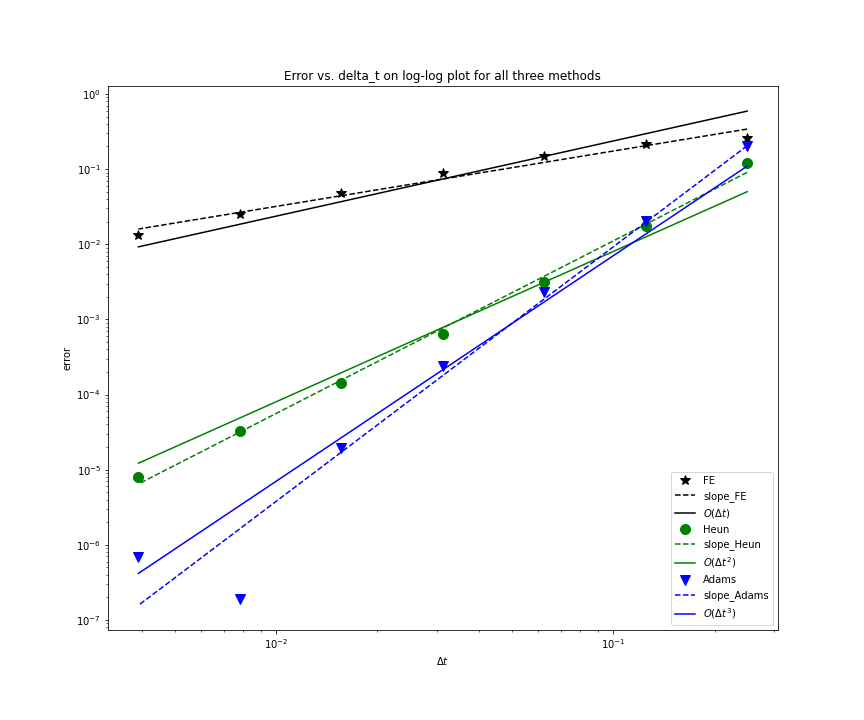 Error vs. delta_t on log-log plot for all three methods
10⁰
10⁻¹
10⁻²
10⁻³
10⁻⁴
10⁻⁵
10⁻⁶
10⁻⁷
error
10⁻²
10⁻¹
Δt
FE
slope_FE
O(Δt)
Heun
slope_Heun
O(Δt²)
Adams
slope_Adams
O(Δt³)